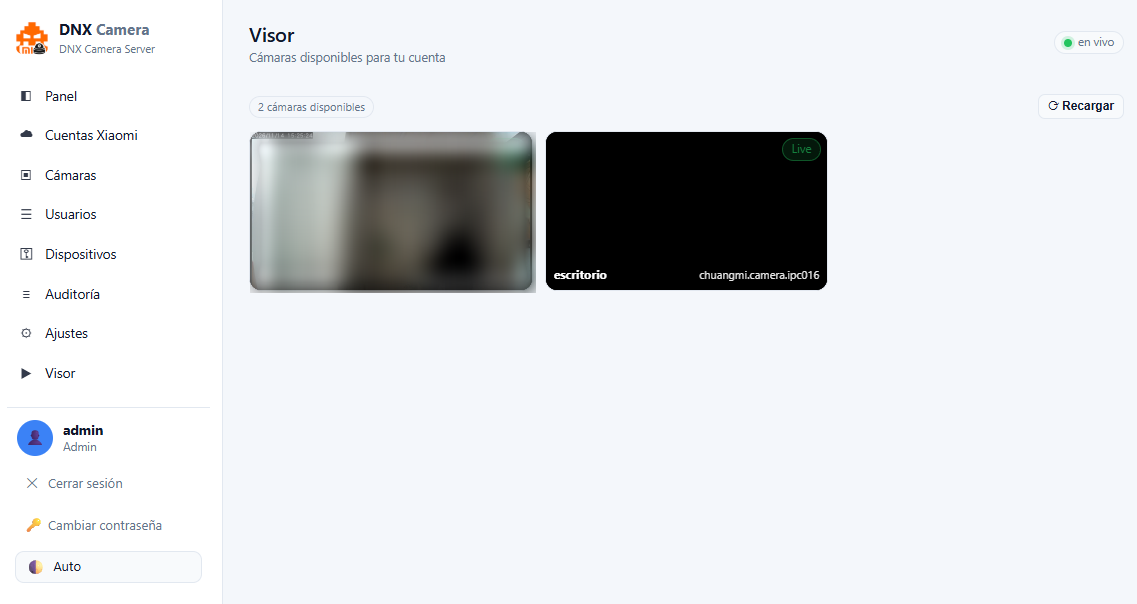 DNX Camera
DNX Camera Server
Panel
Cuentas Xiaomi
Cámaras
Usuarios
Dispositivos
Auditoría
Ajustes
Visor
admin
Admin
Cerrar sesión
Cambiar contraseña
Auto
Visor
Cámaras disponibles para tu cuenta
en vivo
2 cámaras disponibles
Recargar
Live
escritorio
chuangmi.camera.ipc016